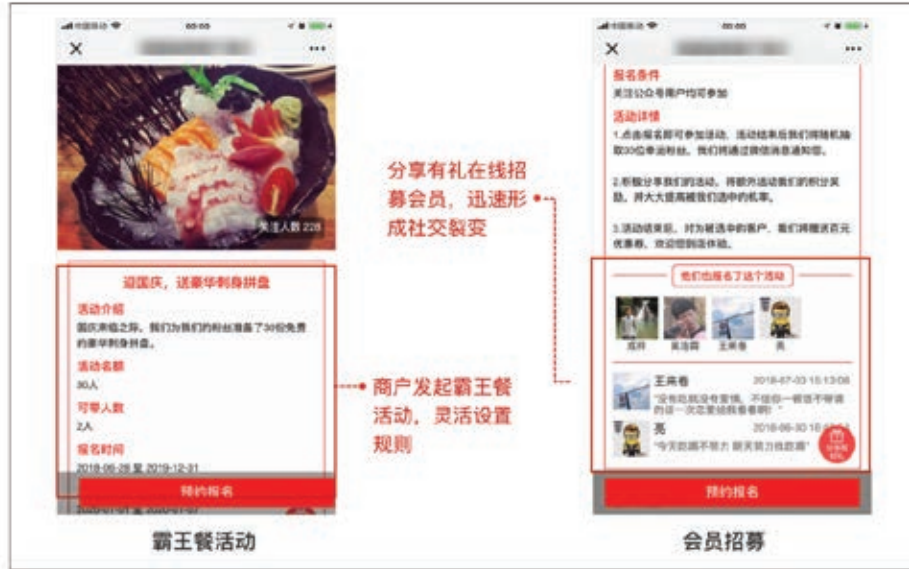 中国移动
00:00
关注人数 228
迎国庆，送豪华刺身拼盘
活动介绍
国庆来临之际，我们为我们的粉丝准备了30份免费
的豪华刺身拼盘。
活动名额
30人
可带人数
2人
报名时间
2018-06-28 至 2019-12-31
预约报名
霸王餐活动
分享有礼在线招
募会员，迅速形
成社交裂变
商户发起霸王餐
活动，灵活设置
规则
中国移动
00:00
报名条件
关注公众号用户均可参加
活动详情
1.点击报名即可参加活动，活动结束后我们将随机抽
取30位幸运粉丝，我们将通过微信消息通知您。
2.积极分享我们的活动，将额外活动我们的积分奖
励，并大大提高被我们选中的机率。
3.活动结束后，对为被选中的客户，我们将赠送百元
优惠券，欢迎您到店体验。
他们也报名了这个活动
亮
2018-07-03 15:13:06
亮
预约报名
会员招募